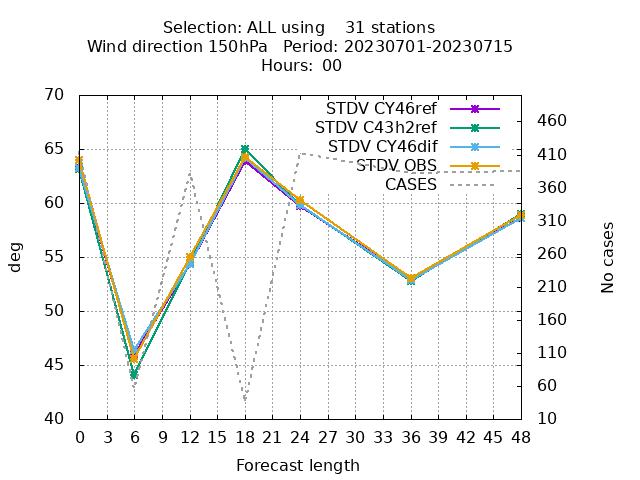 Selection: ALL using    31 stations
Wind direction 150hPa   Period: 20230701-20230715
Hours: 00
70
65
60
55
50
45
40
deg
STDV CY46ref
STDV C43h2ref
STDV CY46dif
STDV OBS
CASES
460
410
360
310
260
210
160
110
60
10
No cases
0 3 6 9 12 15 18 21 24 27 30 33 36 39 42 45 48
Forecast length